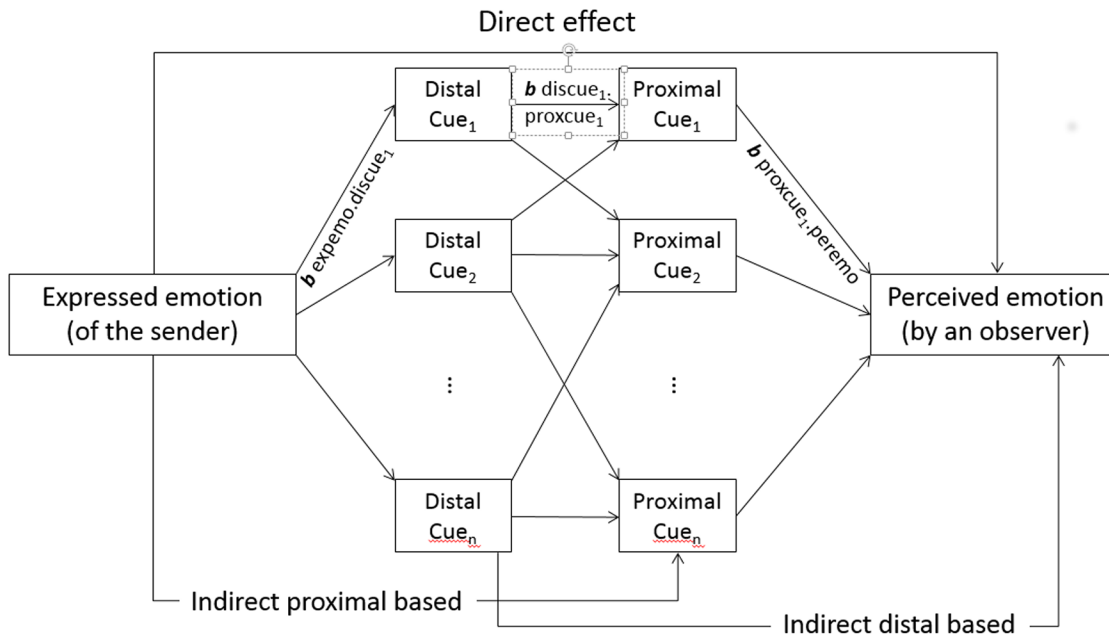 Direct effect
Distal
Cue₁
b discue₁.
proxcue₁
Proximal
Cue₁
b expemo.discue₁
b proxcue₁.peremo
Distal
Cue₂
Proximal
Cue₂
Expressed emotion
(of the sender)
Perceived emotion
(by an observer)
...
...
Distal
Cueₙ
Proximal
Cueₙ
Indirect proximal based
Indirect distal based